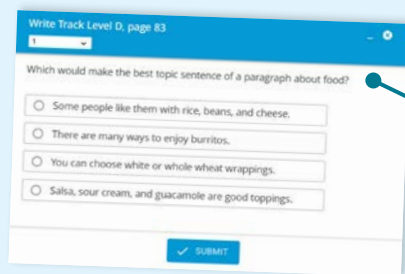 Write Track Level D, page 83
1
Which would make the best topic sentence of a paragraph about food?
Some people like them with rice, beans, and cheese.
There are many ways to enjoy burritos.
You can choose white or whole wheat wrappings.
Salsa, sour cream, and guacamole are good toppings.
SUBMIT